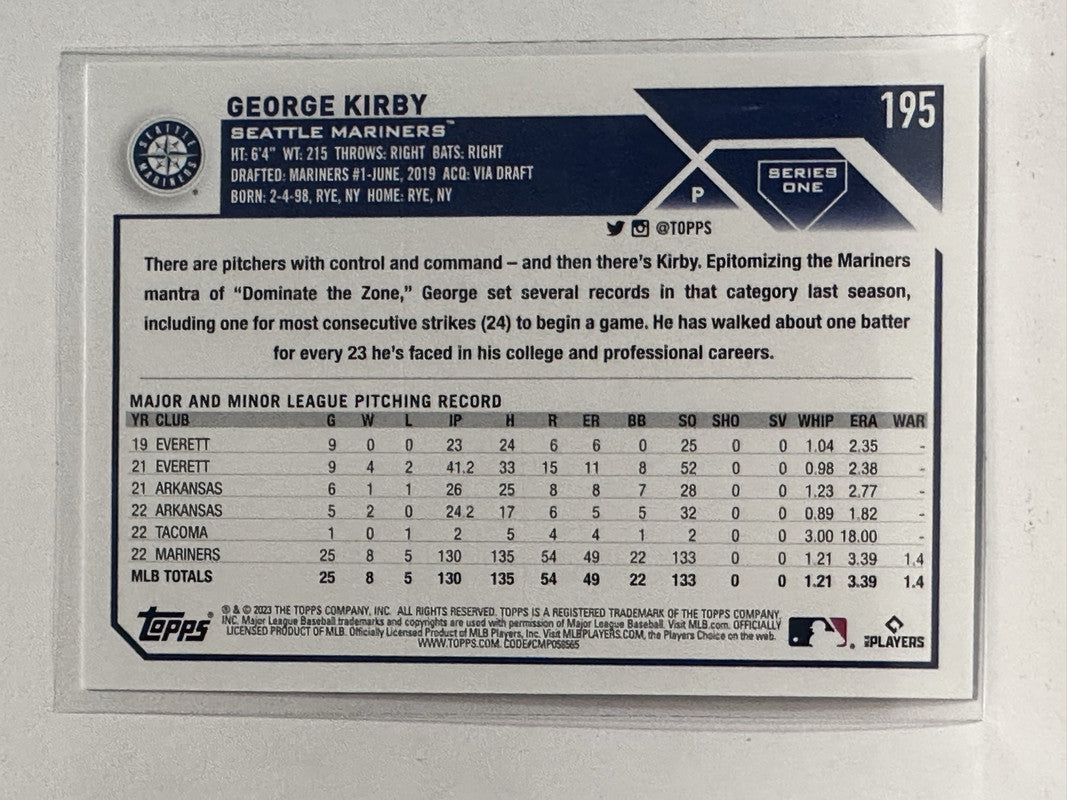 GEORGE KIRBY
195
SEATTLE MARINERS™
HT: 6'4" WT: 215 THROWS: RIGHT BATS: RIGHT
DRAFTED: MARINERS #1-JUNE, 2019 ACQ: VIA DRAFT
BORN: 2-4-98, RYE, NY HOME: RYE, NY
SEATTLE MARINERS
P
SERIES
ONE
@TOPPS
There are pitchers with control and command – and then there's Kirby. Epitomizing the Mariners
mantra of “Dominate the Zone,” George set several records in that category last season,
including one for most consecutive strikes (24) to begin a game. He has walked about one batter
for every 23 he's faced in his college and professional careers.
MAJOR AND MINOR LEAGUE PITCHING RECORD
YR CLUB G W L IP H R ER BB SO SHO SV WHIP ERA WAR
19 EVERETT 9 0 0 23 24 6 6 0 25 0 0 1.04 2.35 -
21 EVERETT 9 4 2 41.2 33 15 11 8 52 0 0 0.98 2.38 -
21 ARKANSAS 6 1 1 26 25 8 8 7 28 0 0 1.23 2.77 -
22 ARKANSAS 5 2 0 24.2 17 6 5 5 32 0 0 0.89 1.82 -
22 TACOMA 1 0 1 2 5 4 4 1 2 0 0 3.00 18.00 -
22 MARINERS 25 8 5 130 135 54 49 22 133 0 0 1.21 3.39 1.4
MLB TOTALS 25 8 5 130 135 54 49 22 133 0 0 1.21 3.39 1.4
Topps®
® & © 2023 THE TOPPS COMPANY, INC. ALL RIGHTS RESERVED. TOPPS IS A REGISTERED TRADEMARK OF THE TOPPS COMPANY,
INC. Major League Baseball trademarks and copyrights are used with permission of Major League Baseball. Visit MLB.com. OFFICIALLY
LICENSED PRODUCT OF MLB. Officially Licensed Product of MLB Players, Inc. Visit MLBPLAYERS.COM, the Players Choice on the web.
WWW.TOPPS.COM. CODE#CMP058565
PLAYERS